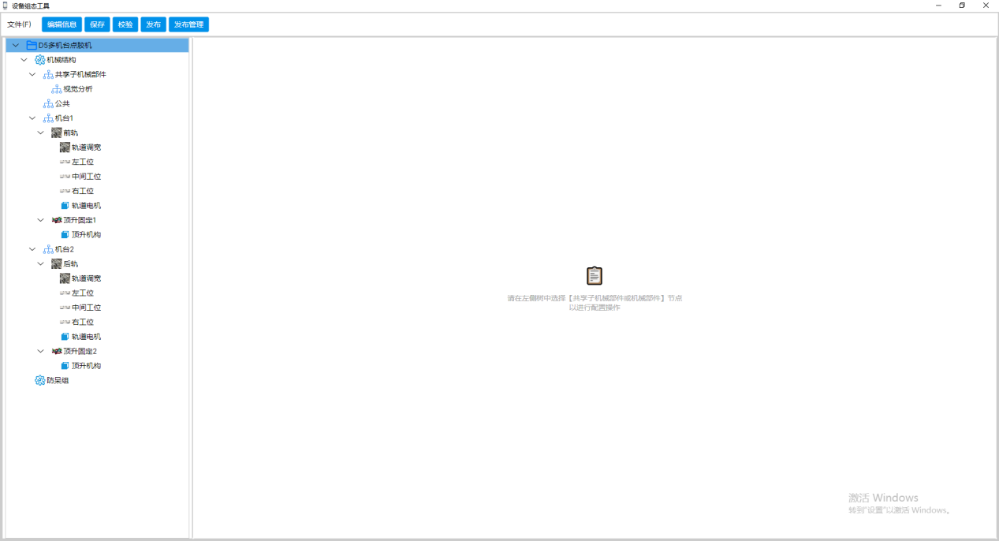 设备组态工具
文件(F) 编辑信息 保存 校验 发布 发布管理
D5多机台点胶机
机械结构
共享子机械部件
视觉分析
公共
机台1
前轨
轨道调宽
左工位
中间工位
右工位
轨道电机
顶升固定1
顶升机构
机台2
后轨
轨道调宽
左工位
中间工位
右工位
轨道电机
顶升固定2
顶升机构
防呆组
请在左侧树中选择【共享子机械部件或机械部件】节点
以进行配置操作
激活 Windows
转到"设置"以激活 Windows。